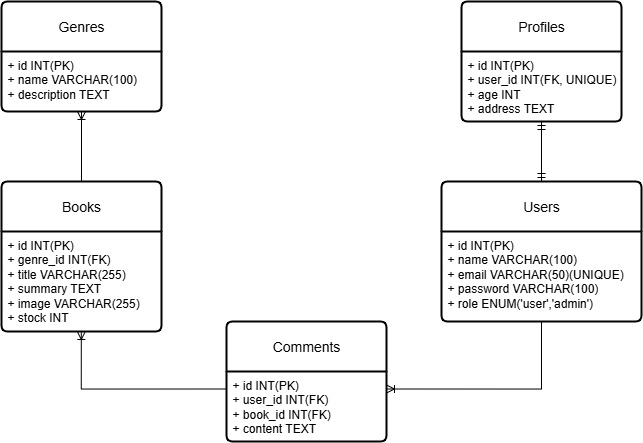 Genres
+ id INT(PK)
+ name VARCHAR(100)
+ description TEXT
Profiles
+ id INT(PK)
+ user_id INT(FK, UNIQUE)
+ age INT
+ address TEXT
Books
+ id INT(PK)
+ genre_id INT(FK)
+ title VARCHAR(255)
+ summary TEXT
+ image VARCHAR(255)
+ stock INT
Users
+ id INT(PK)
+ name VARCHAR(100)
+ email VARCHAR(50)(UNIQUE)
+ password VARCHAR(100)
+ role ENUM('user','admin')
Comments
+ id INT(PK)
+ user_id INT(FK)
+ book_id INT(FK)
+ content TEXT